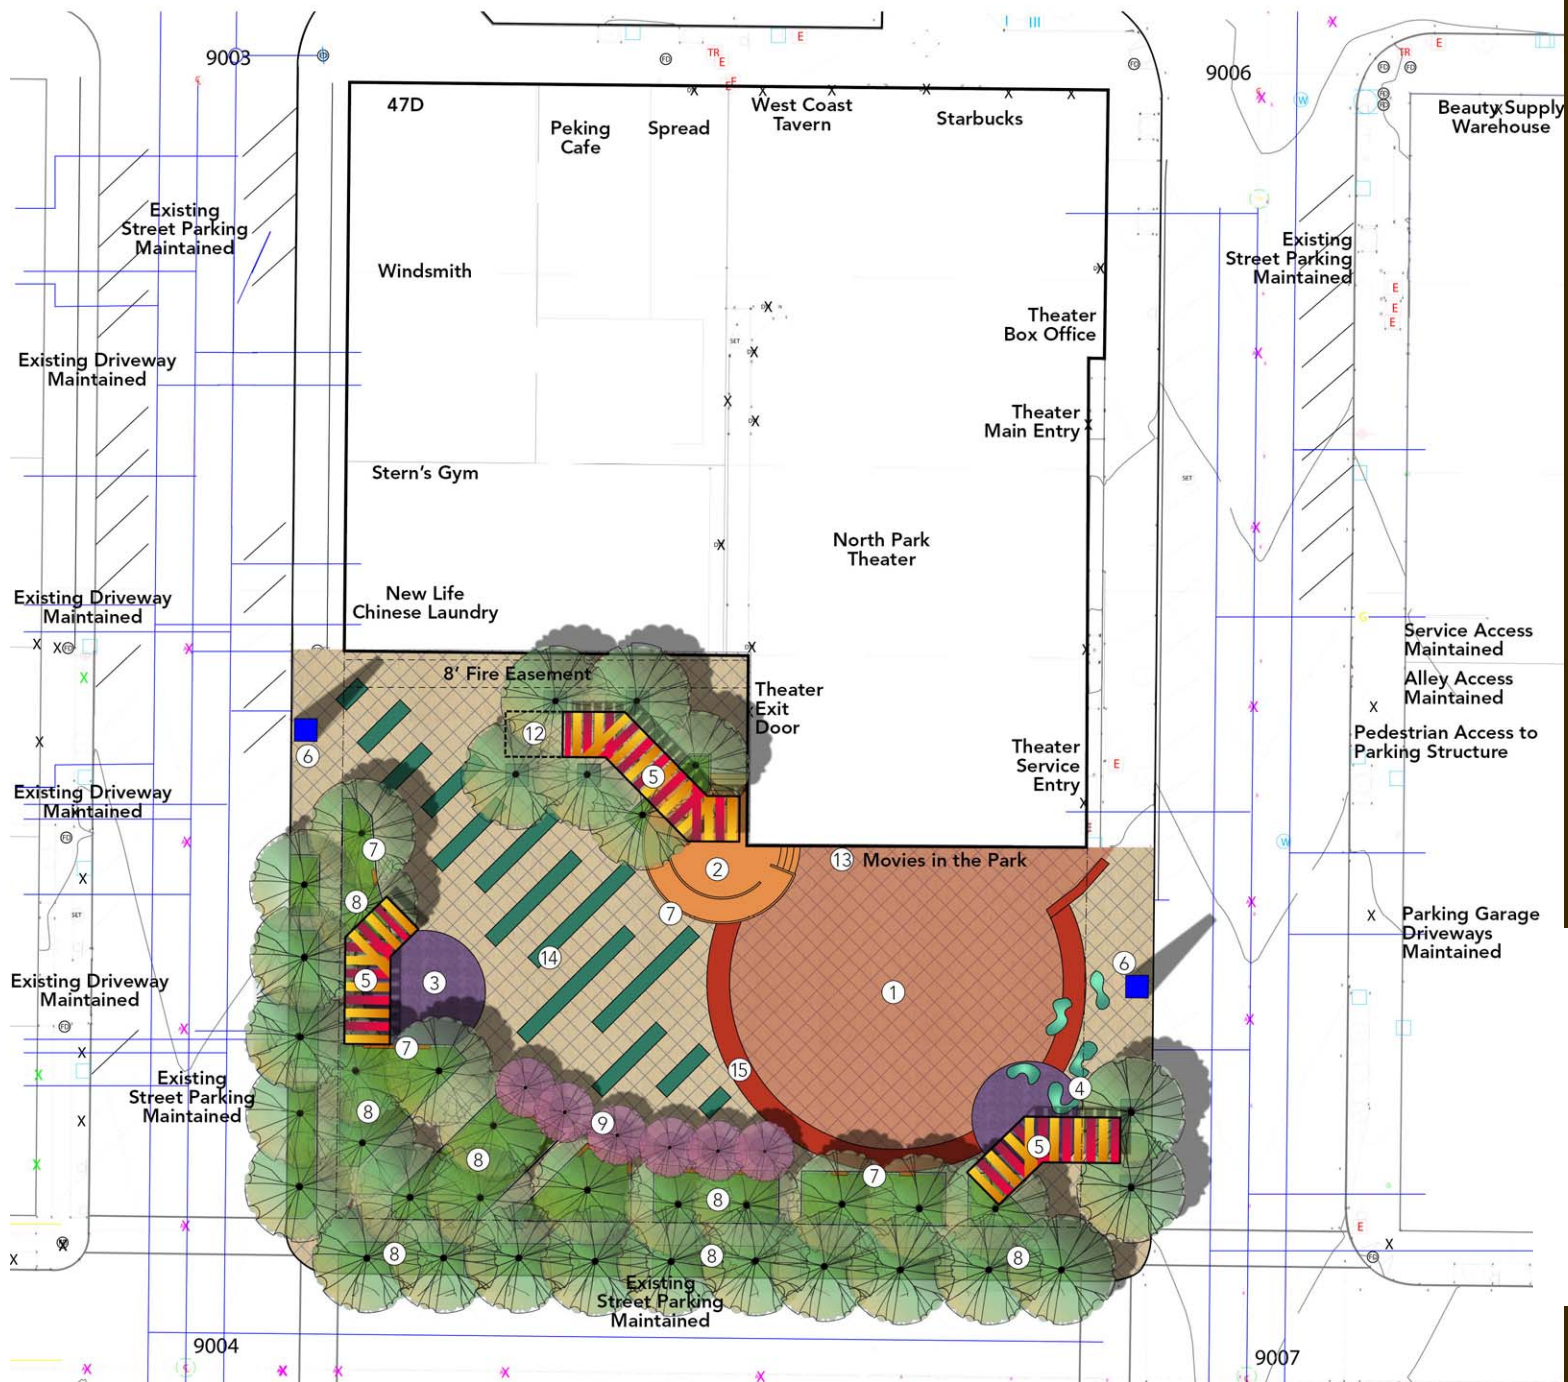 9003
TR
E
E
E
E
9006
TR
E
47D
Peking
Cafe
Spread
West Coast
Tavern
Starbucks
Beauty Supply
Warehouse
Existing
Street Parking
Maintained
Existing
Street Parking
Maintained
Windsmith
E
E
E
Theater
Box Office
SET
Existing Driveway
Maintained
Theater
Main Entry
Stern's Gym
SET
North Park
Theater
Existing Driveway
Maintained
New Life
Chinese Laundry
G
Service Access
Maintained
8' Fire Easement
Theater
Exit
Door
Alley Access
Maintained
Pedestrian Access to
Parking Structure
12
6
5
Theater
Service
Entry
E
Existing Driveway
Maintained
7
2
13
Movies in the Park
8
7
SET
Parking Garage
Driveways
Maintained
14
6
5
3
1
Existing Driveway
Maintained
7
15
4
Existing
Street Parking
Maintained
8
9
5
8
7
8
E
8
8
8
Existing
Street Parking
Maintained
9004
9007